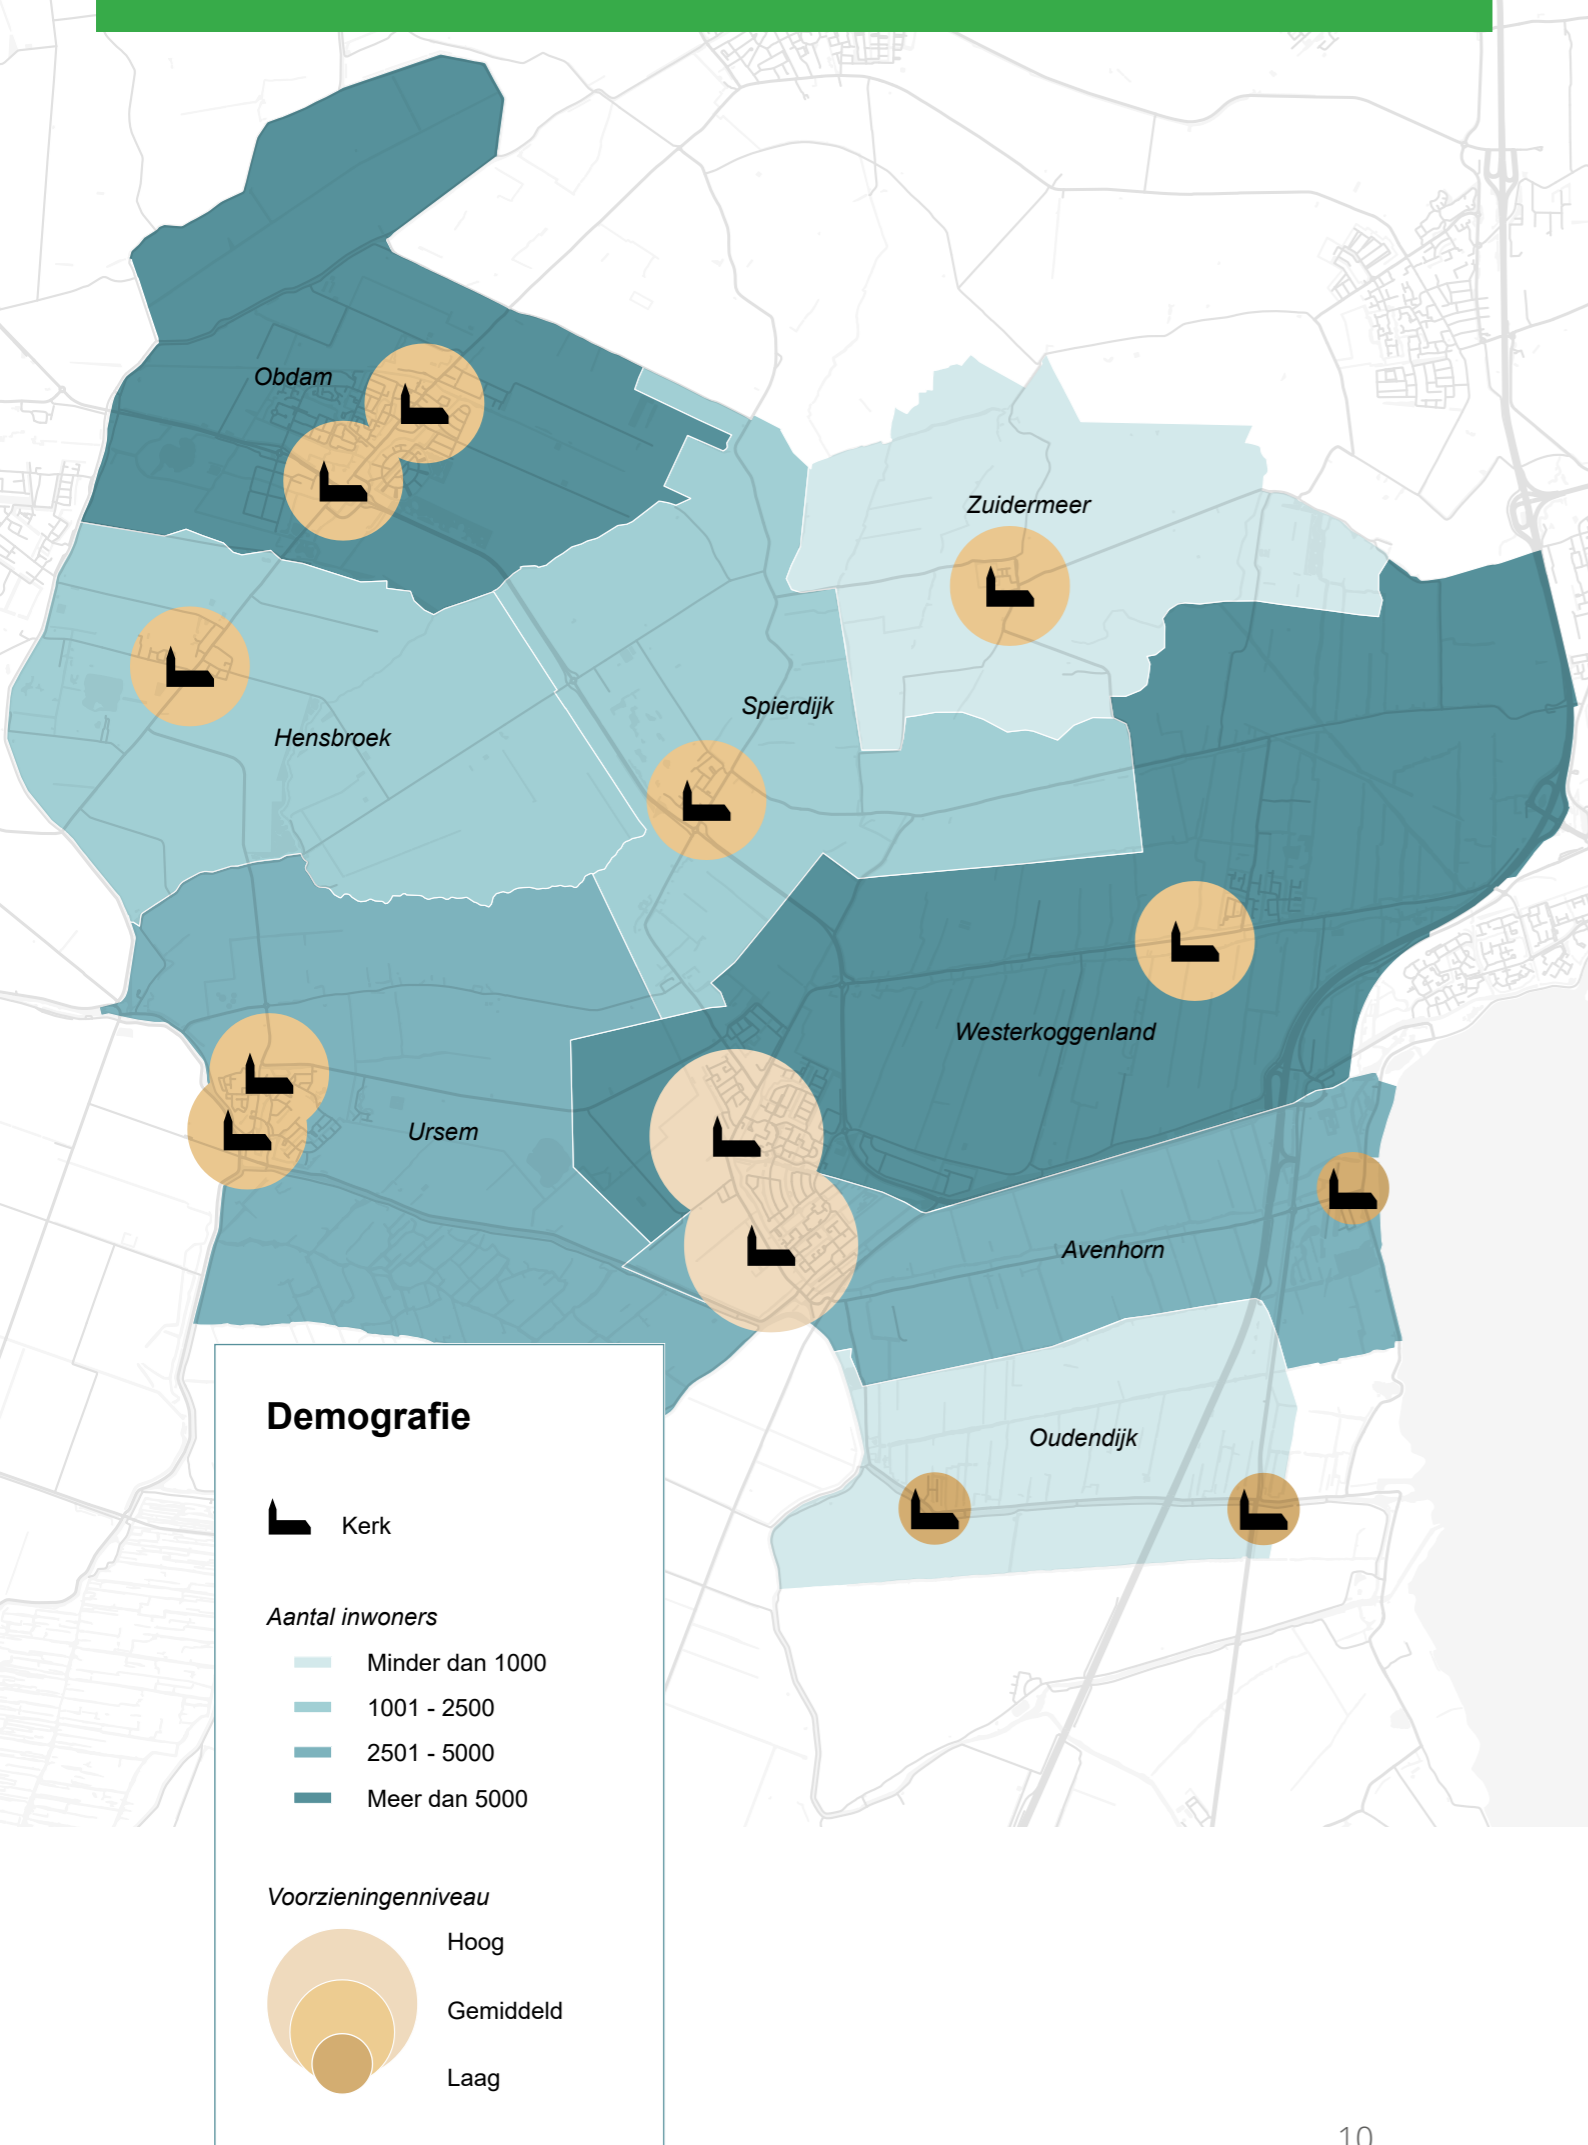 Obdam
Zuidermeer
Spierdijk
Hensbroek
Westerkoggenland
Ursem
Avenhorn
Oudendijk
Demografie
Kerk
Aantal inwoners
Minder dan 1000
1001 - 2500
2501 - 5000
Meer dan 5000
Voorzieningenniveau
Hoog
Gemiddeld
Laag
10